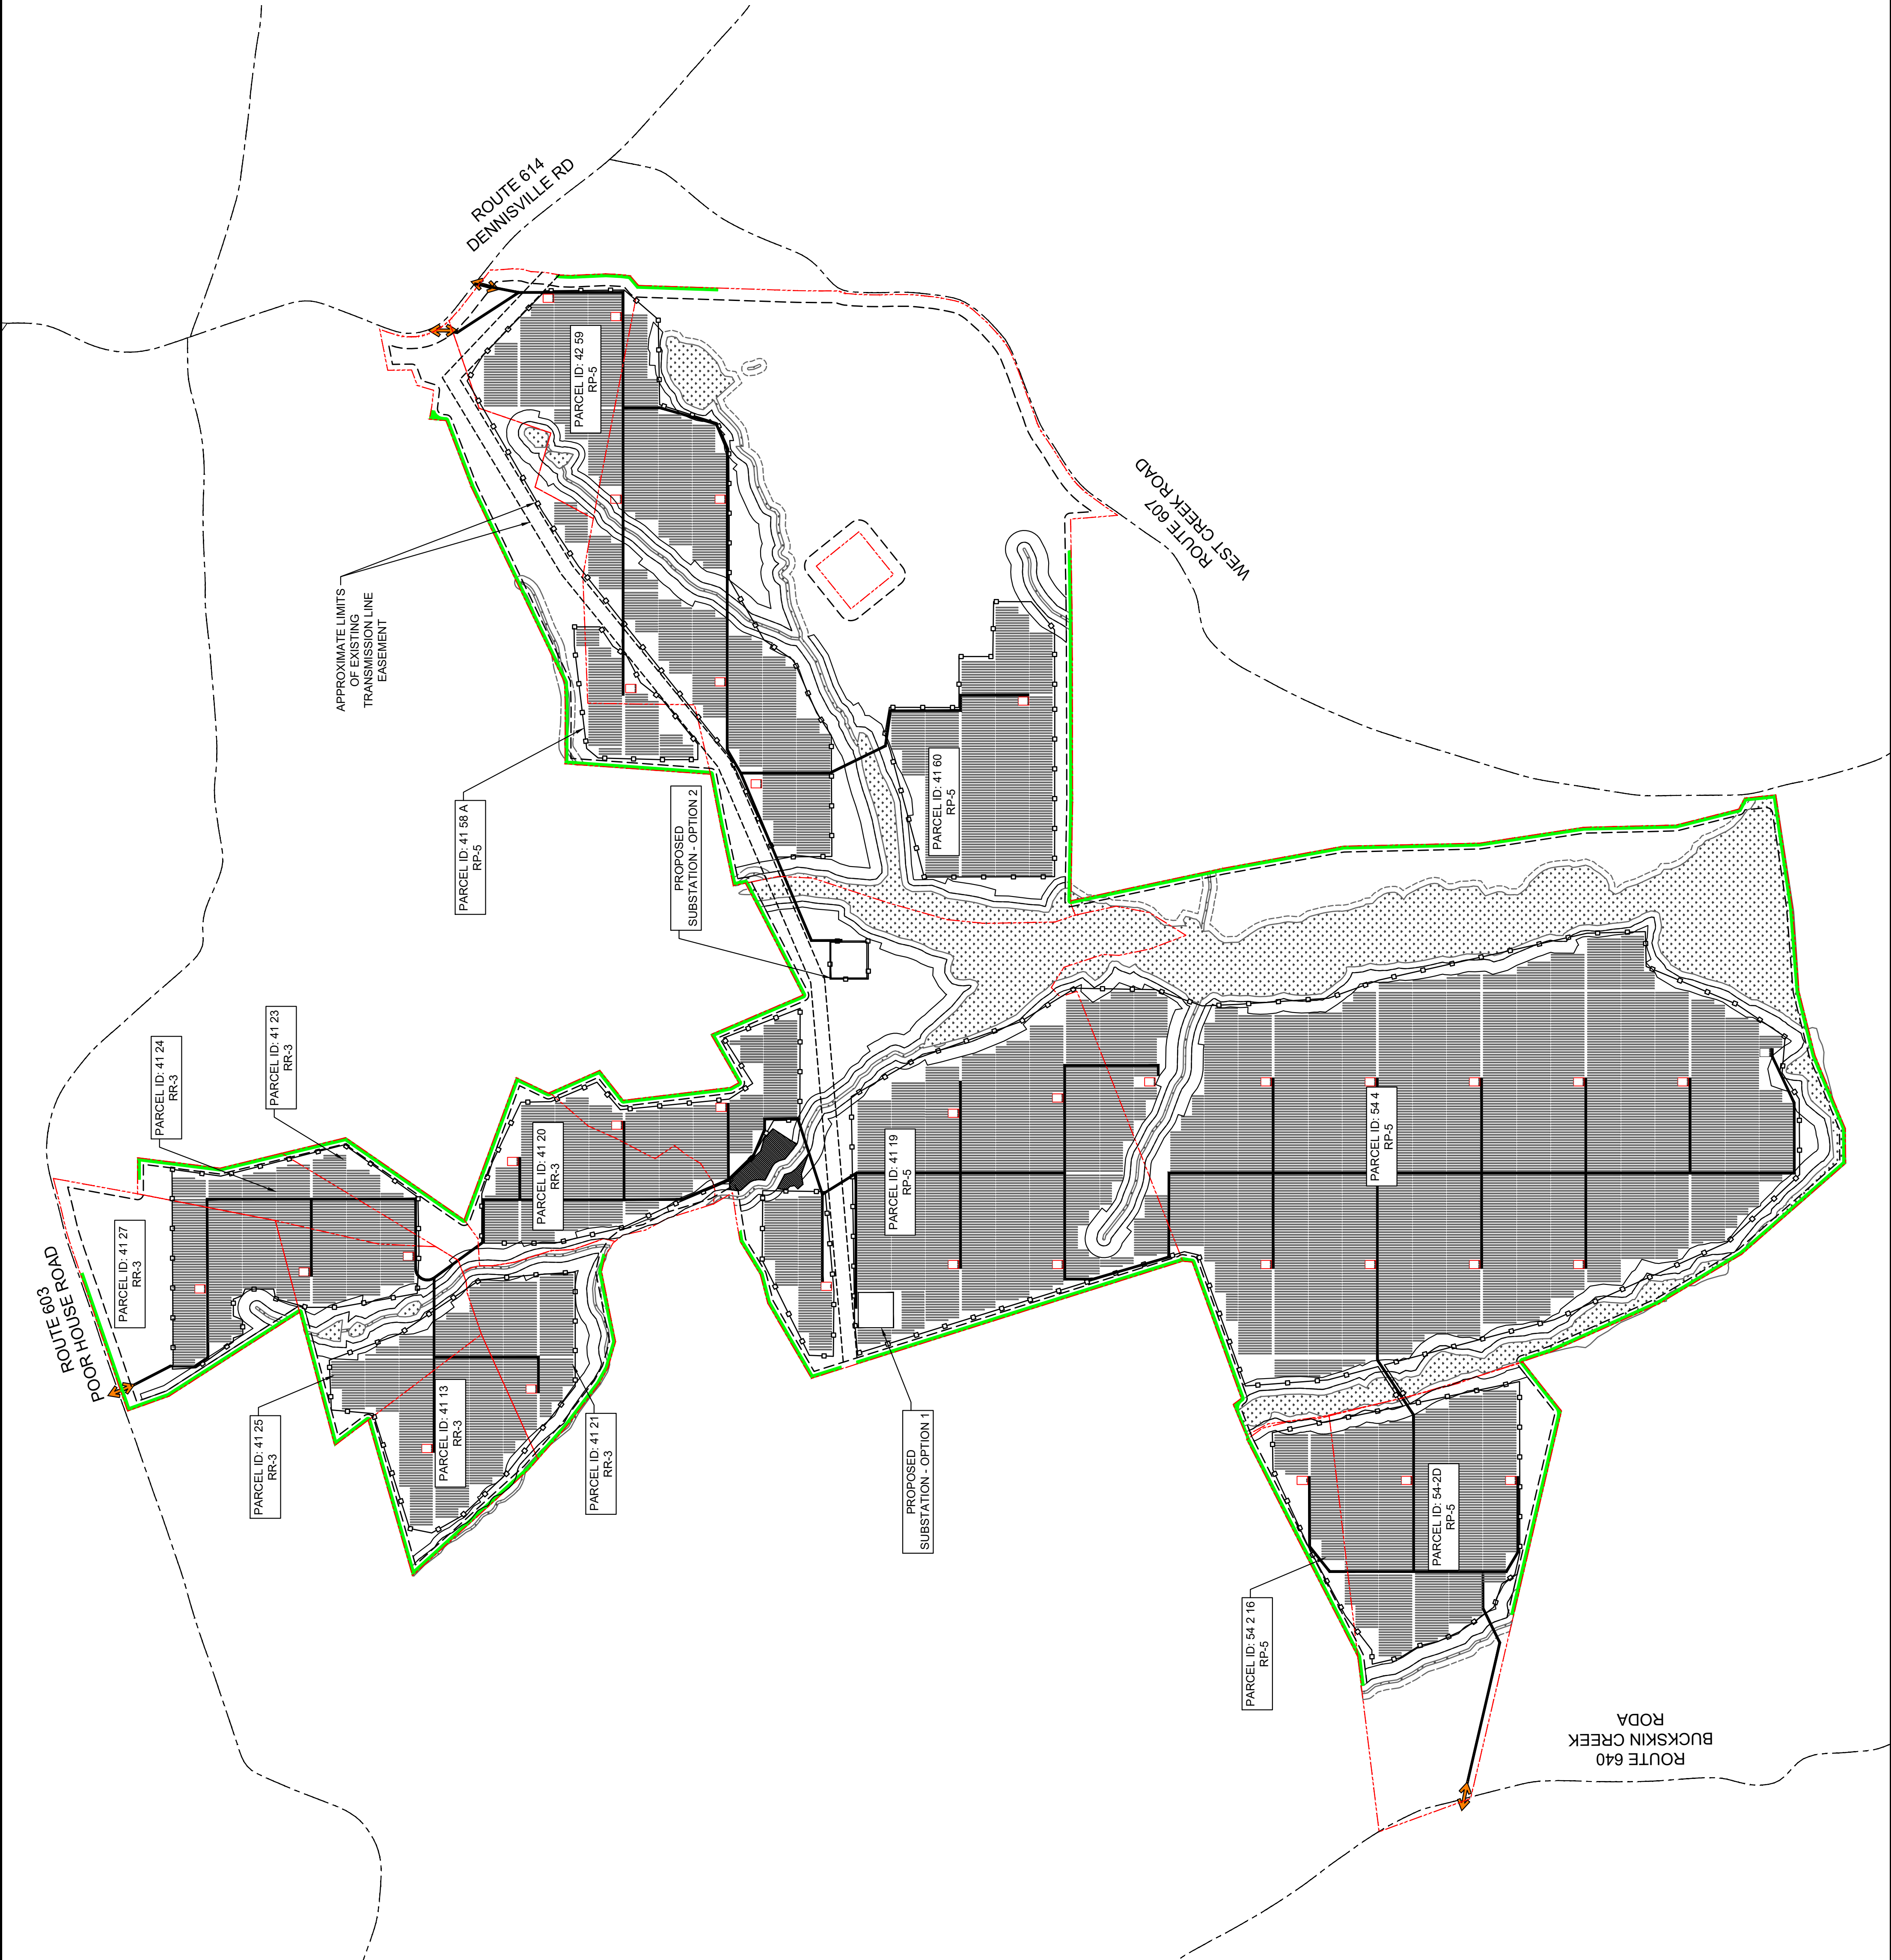 ROUTE 614
DENNISVILLE RD
PARCEL ID: 42 59
RP-5
APPROXIMATE LIMITS
OF EXISTING
TRANSMISSION LINE
EASEMENT
ROUTE 607
WEST CREEK ROAD
PARCEL ID: 41 58 A
RP-5
PROPOSED
SUBSTATION - OPTION 2
PARCEL ID: 41 60
RP-5
PARCEL ID: 41 24
RR-3
PARCEL ID: 41 23
RR-3
PARCEL ID: 41 20
RR-3
PARCEL ID: 41 19
RP-5
PARCEL ID: 54 4
RP-5
ROUTE 603
POOR HOUSE ROAD
PARCEL ID: 41 27
RR-3
PARCEL ID: 41 25
RR-3
PARCEL ID: 41 13
RR-3
PARCEL ID: 41 21
RR-3
PROPOSED
SUBSTATION - OPTION 1
PARCEL ID: 54-2D
RP-5
PARCEL ID: 54 2 16
RP-5
ROUTE 640
BUCKSKIN CREEK
RODA